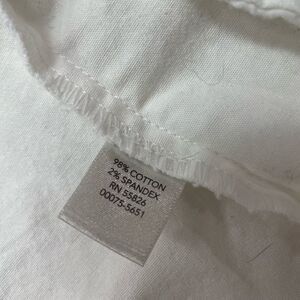 98% COTTON
2% SPANDEX
RN 55826
00075-5651